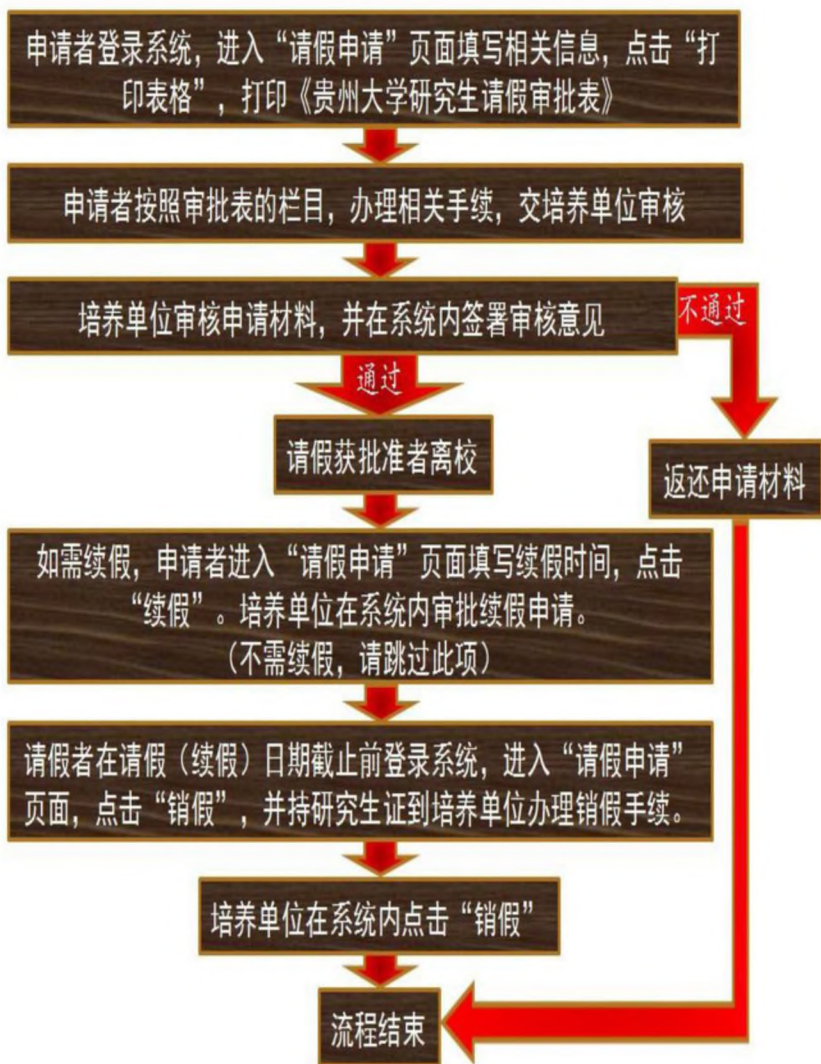 申请者登录系统，进入“请假申请”页面填写相关信息，点击“打
印表格”，打印《贵州大学研究生请假审批表》
申请者按照审批表的栏目，办理相关手续，交培养单位审核
培养单位审核申请材料，并在系统内签署审核意见
不通过
通过
请假获批准者离校
返还申请材料
如需续假，申请者进入“请假申请”页面填写续假时间，点击
“续假”。培养单位在系统内审批续假申请。
（不需续假，请跳过此项）
请假者在请假（续假）日期截止前登录系统，进入“请假申请”
页面，点击“销假”，并持研究生证到培养单位办理销假手续。
培养单位在系统内点击“销假”
流程结束